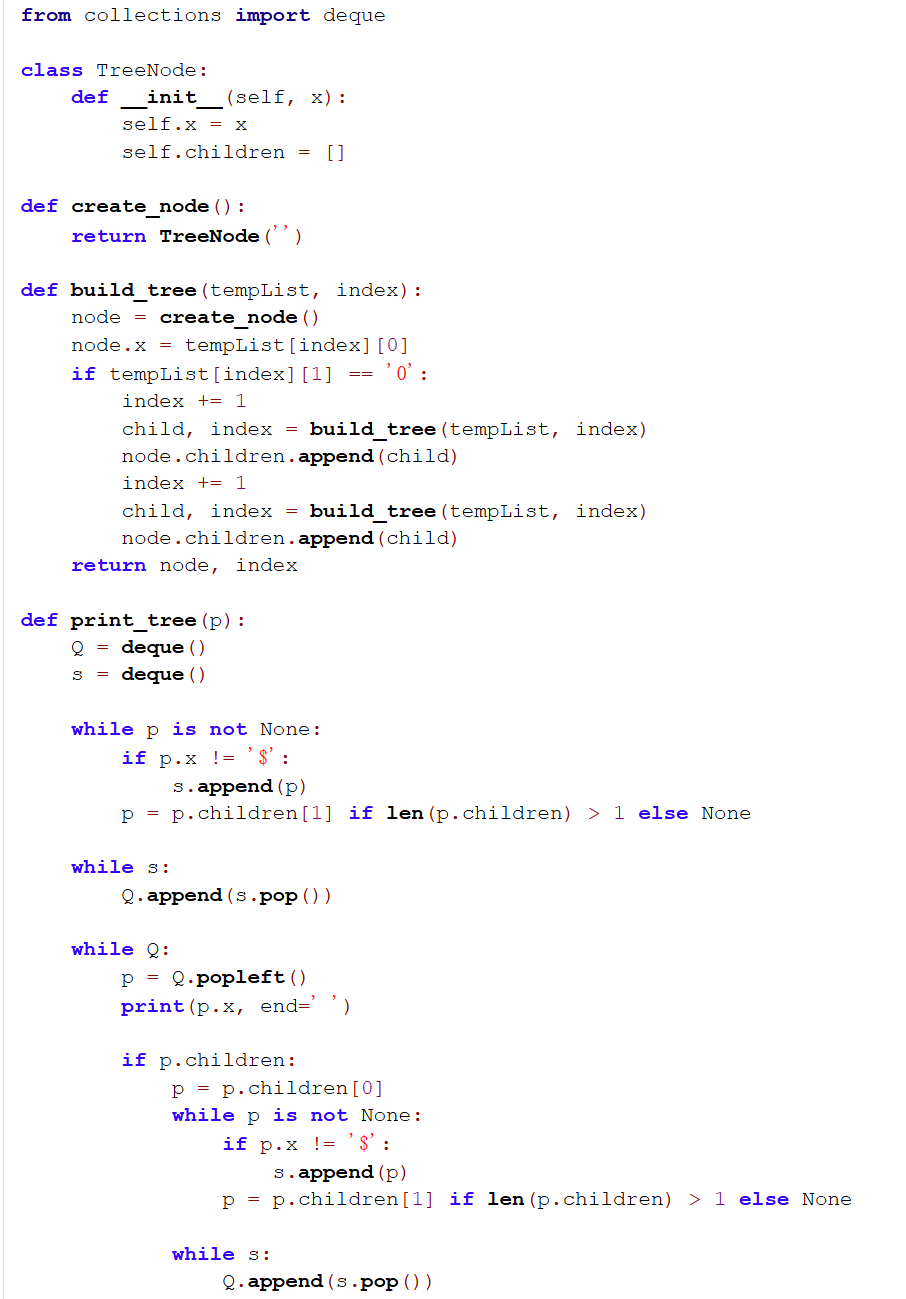 from collections import deque
class TreeNode:
    def __init__(self, x):
        self.x = x
        self.children = []
def create_node():
    return TreeNode('')
def build_tree(tempList, index):
    node = create_node()
    node.x = tempList[index][0]
    if tempList[index][1] == '0':
        index += 1
        child, index = build_tree(tempList, index)
        node.children.append(child)
        index += 1
        child, index = build_tree(tempList, index)
        node.children.append(child)
    return node, index
def print_tree(p):
    Q = deque()
    s = deque()
    while p is not None:
        if p.x != '$':
            s.append(p)
        p = p.children[1] if len(p.children) > 1 else None
    while s:
        Q.append(s.pop())
    while Q:
        p = Q.popleft()
        print(p.x, end=' ')
        if p.children:
            p = p.children[0]
            while p is not None:
                if p.x != '$':
                    s.append(p)
                p = p.children[1] if len(p.children) > 1 else None
            while s:
                Q.append(s.pop())